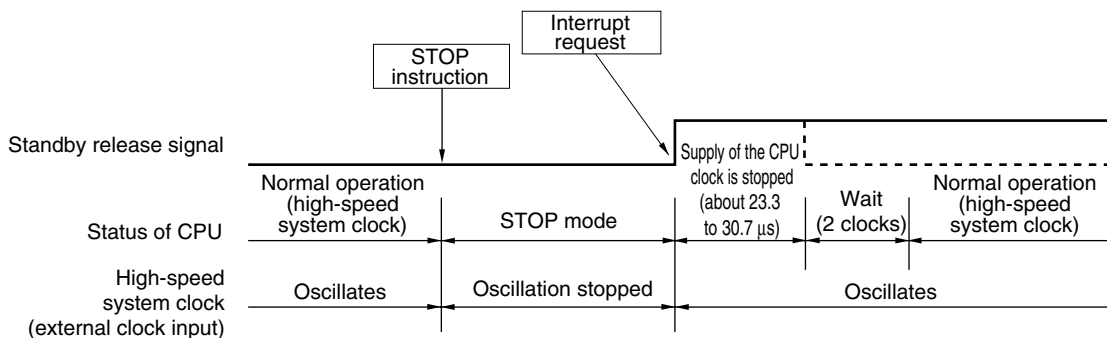 Interrupt
request
STOP
instruction
Standby release signal
Supply of the CPU
clock is stopped
(about 23.3
to 30.7 μs)
Normal operation
(high-speed
system clock)
Status of CPU
STOP mode
Wait
(2 clocks)
Normal operation
(high-speed
system clock)
High-speed
system clock
(external clock input)
Oscillates
Oscillation stopped
Oscillates